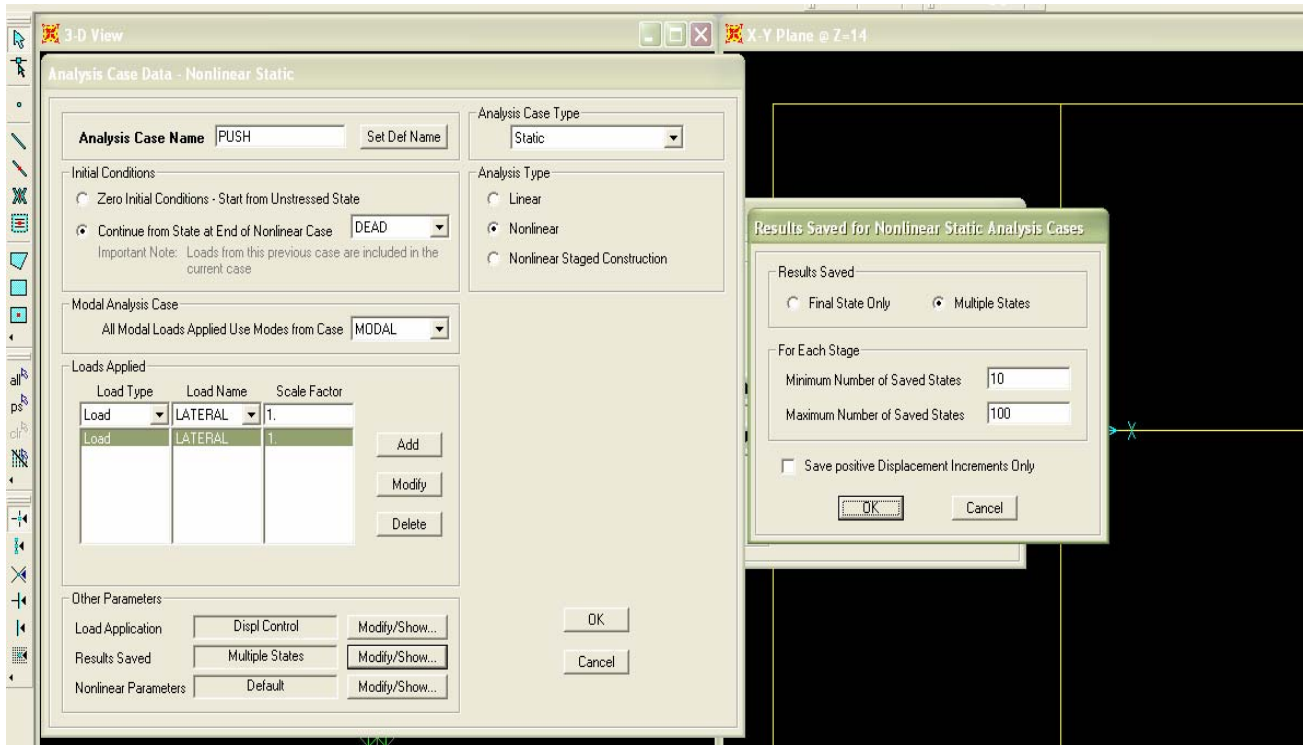 3-D View
X-Y Plane @ Z=14
Analysis Case Data - Nonlinear Static
Analysis Case Name PUSH Set Def Name
Analysis Case Type
Static
Initial Conditions
Zero Initial Conditions - Start from Unstressed State
Continue from State at End of Nonlinear Case DEAD
Important Note: Loads from this previous case are included in the
current case
Analysis Type
Linear
Nonlinear
Nonlinear Staged Construction
Modal Analysis Case
All Modal Loads Applied Use Modes from Case MODAL
Loads Applied
Load Type Load Name Scale Factor
Load LATERAL 1.
Load LATERAL 1.
Add
Modify
Delete
Other Parameters
Load Application Displ Control Modify/Show...
Results Saved Multiple States Modify/Show...
Nonlinear Parameters Default Modify/Show...
OK
Cancel
Results Saved for Nonlinear Static Analysis Cases
Results Saved
Final State Only Multiple States
For Each Stage
Minimum Number of Saved States 10
Maximum Number of Saved States 100
Save positive Displacement Increments Only
OK Cancel
X
all
ps
clr